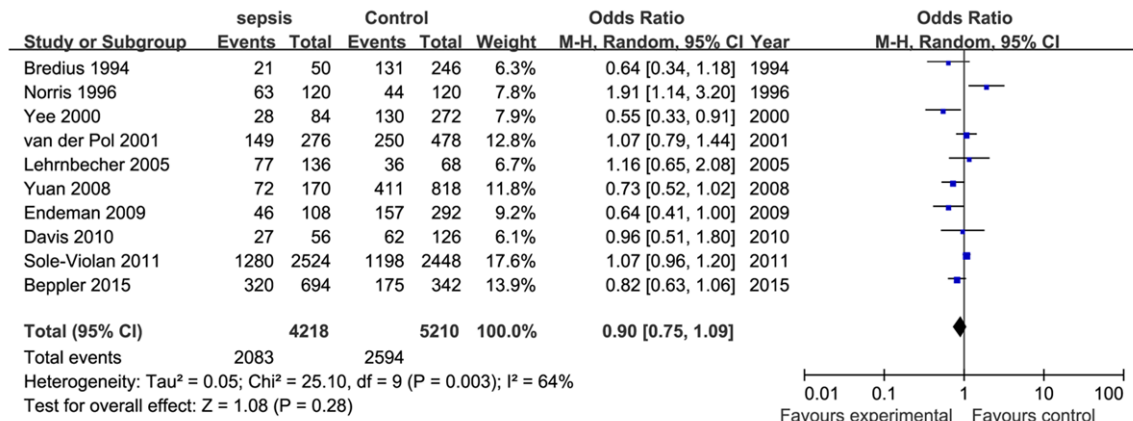 sepsis Control Odds Ratio Odds Ratio
Study or Subgroup Events Total Events Total Weight M-H, Random, 95% CI Year M-H, Random, 95% CI
Bredius 1994 21 50 131 246 6.3% 0.64 [0.34, 1.18] 1994
Norris 1996 63 120 44 120 7.8% 1.91 [1.14, 3.20] 1996
Yee 2000 28 84 130 272 7.9% 0.55 [0.33, 0.91] 2000
van der Pol 2001 149 276 250 478 12.8% 1.07 [0.79, 1.44] 2001
Lehrnbecher 2005 77 136 36 68 6.7% 1.16 [0.65, 2.08] 2005
Yuan 2008 72 170 411 818 11.8% 0.73 [0.52, 1.02] 2008
Endeman 2009 46 108 157 292 9.2% 0.64 [0.41, 1.00] 2009
Davis 2010 27 56 62 126 6.1% 0.96 [0.51, 1.80] 2010
Sole-Violan 2011 1280 2524 1198 2448 17.6% 1.07 [0.96, 1.20] 2011
Beppler 2015 320 694 175 342 13.9% 0.82 [0.63, 1.06] 2015
Total (95% CI) 4218 5210 100.0% 0.90 [0.75, 1.09]
Total events 2083 2594
Heterogeneity: Tau² = 0.05; Chi² = 25.10, df = 9 (P = 0.003); I² = 64%
Test for overall effect: Z = 1.08 (P = 0.28)
0.01 0.1 1 10 100
Favours experimental Favours control